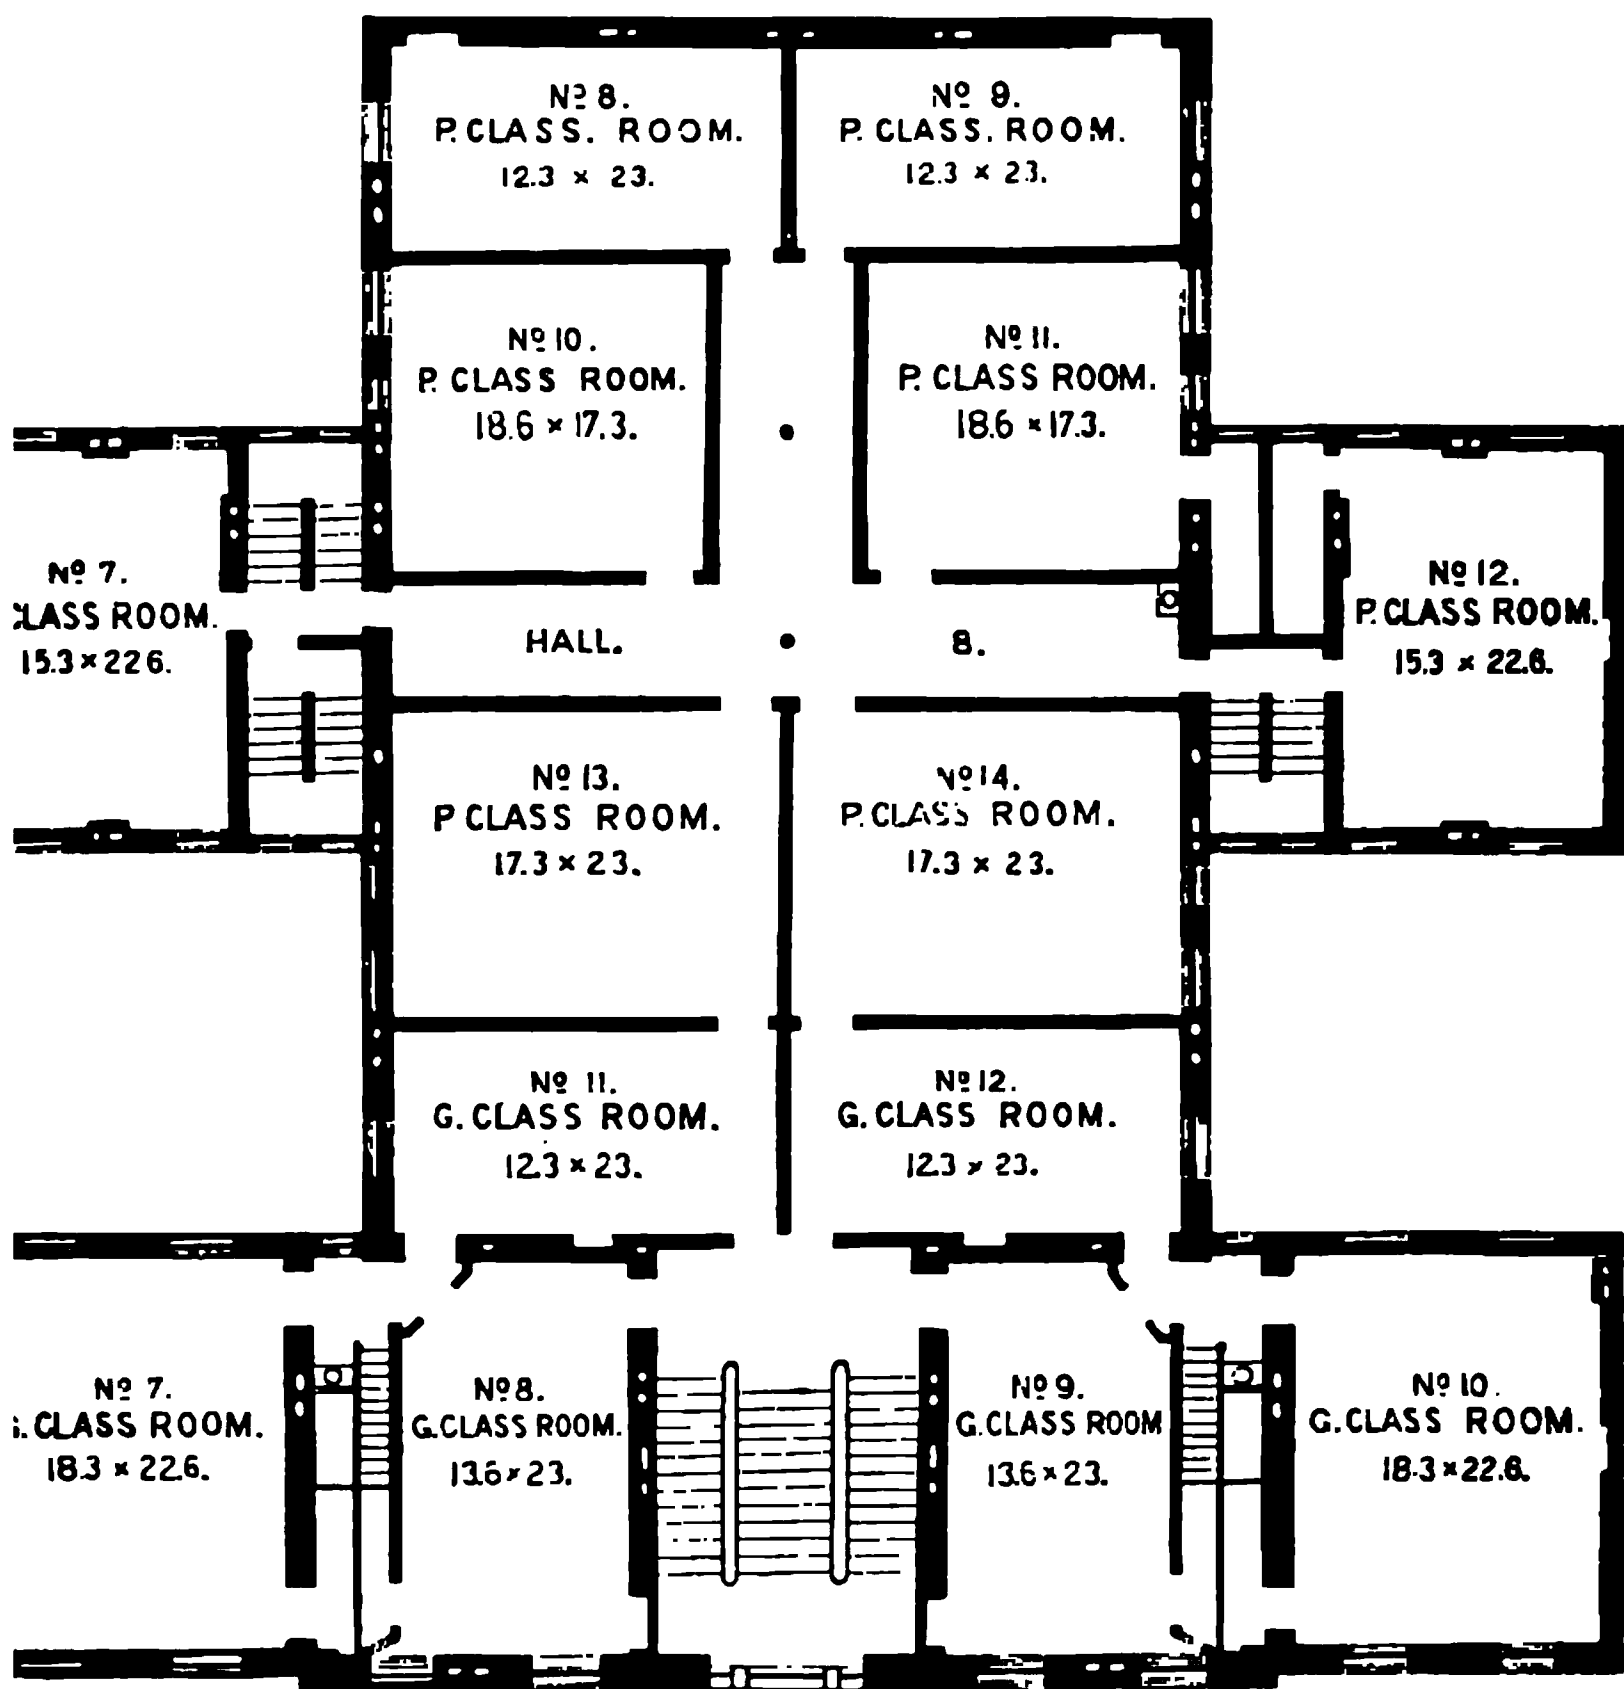 Nº 8.
P. CLASS. ROOM.
12.3 × 23.
Nº 9.
P. CLASS. ROOM.
12.3 × 23.
Nº 10.
P. CLASS ROOM.
18.6 × 17.3.
Nº 11.
P. CLASS ROOM.
18.6 × 17.3.
Nº 7.
CLASS ROOM.
15.3 × 22 6.
HALL. B.
Nº 12.
P. CLASS ROOM.
15.3 × 22.6.
Nº 13.
P CLASS ROOM.
17.3 × 23.
Nº 14.
P. CLASS ROOM.
17.3 × 23.
Nº 11.
G. CLASS ROOM.
12.3 × 23.
Nº 12.
G. CLASS ROOM.
12.3 × 23.
Nº 7.
. CLASS ROOM.
18.3 × 22.6.
Nº 8.
G. CLASS ROOM.
13.6 × 23.
Nº 9.
G. CLASS ROOM
13.6 × 23.
Nº 10.
G. CLASS ROOM.
18.3 × 22.6.